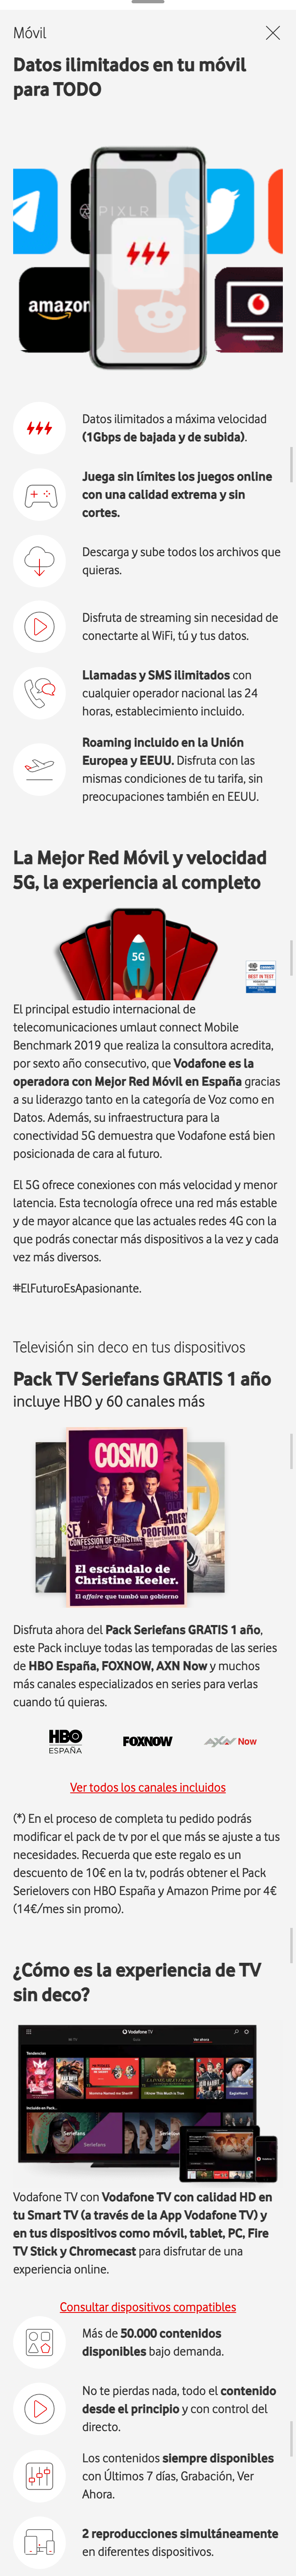 Móvil
Datos ilimitados en tu móvil
para TODO
PIXLR
amazon
Datos ilimitados a máxima velocidad
(1Gbps de bajada y de subida).
Juega sin límites los juegos online
con una calidad extrema y sin
cortes.
Descarga y sube todos los archivos que
quieras.
Disfruta de streaming sin necesidad de
conectarte al WiFi, tú y tus datos.
Llamadas y SMS ilimitados con
cualquier operador nacional las 24
horas, establecimiento incluido.
Roaming incluido en la Unión
Europea y EEUU. Disfruta con las
mismas condiciones de tu tarifa, sin
preocupaciones también en EEUU.
La Mejor Red Móvil y velocidad
5G, la experiencia al completo
5G
BEST IN TEST
El principal estudio internacional de
telecomunicaciones umlaut connect Mobile
Benchmark 2019 que realiza la consultora acredita,
por sexto año consecutivo, que Vodafone es la
operadora con Mejor Red Móvil en España gracias
a su liderazgo tanto en la categoría de Voz como en
Datos. Además, su infraestructura para la
conectividad 5G demuestra que Vodafone está bien
posicionada de cara al futuro.
El 5G ofrece conexiones con más velocidad y menor
latencia. Esta tecnología ofrece una red más estable
y de mayor alcance que las actuales redes 4G con la
que podrás conectar más dispositivos a la vez y cada
vez más diversos.
#ElFuturoEsApasionante.
Televisión sin deco en tus dispositivos
Pack TV Seriefans GRATIS 1 año
incluye HBO y 60 canales más
COSMO
CONFESSION OF CHRISTINE
PROFUMO
El escándalo de
Christine Keeler.
El affaire que tumbó un gobierno
Disfruta ahora del Pack Seriefans GRATIS 1 año,
este Pack incluye todas las temporadas de las series
de HBO España, FOXNOW, AXN Now y muchos
más canales especializados en series para verlas
cuando tú quieras.
HBO
ESPAÑA
FOXNOW
AXN Now
Ver todos los canales incluidos
(*) En el proceso de completa tu pedido podrás
modificar el pack de tv por el que más se ajuste a tus
necesidades. Recuerda que este regalo es un
descuento de 10€ en la tv, podrás obtener el Pack
Serielovers con HBO España y Amazon Prime por 4€
(14€/mes sin promo).
¿Cómo es la experiencia de TV
sin deco?
Vodafone TV
Ver ahora
Tendencias
Seriefans
Vodafone TV con Vodafone TV con calidad HD en
tu Smart TV (a través de la App Vodafone TV) y
en tus dispositivos como móvil, tablet, PC, Fire
TV Stick y Chromecast para disfrutar de una
experiencia online.
Consultar dispositivos compatibles
Más de 50.000 contenidos
disponibles bajo demanda.
No te pierdas nada, todo el contenido
desde el principio y con control del
directo.
Los contenidos siempre disponibles
con Últimos 7 días, Grabación, Ver
Ahora.
2 reproducciones simultáneamente
en diferentes dispositivos.